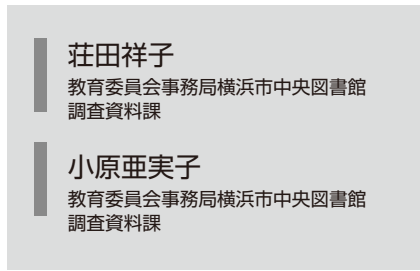 荘田祥子
教育委員会事務局横浜市中央図書館
調査資料課
小原亜実子
教育委員会事務局横浜市中央図書館
調査資料課